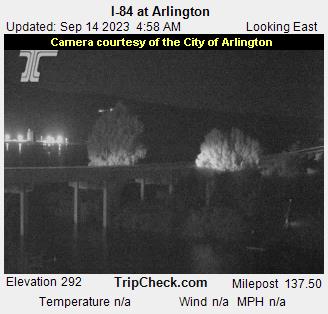 I-84 at Arlington
Updated: Sep 14 2023 4:58 AM Looking East
Camera courtesy of the City of Arlington
Elevation 292 TripCheck.com Milepost 137.50
Temperature n/a Wind n/a MPH n/a